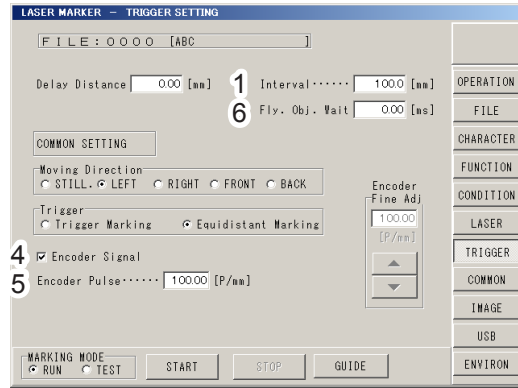 LASER MARKER − TRIGGER SETTING
FILE:0000 [ABC ]
Delay Distance 0.00 [mm] 1 Interval······ 100.0 [mm]
6 Fly. Obj. Wait 0.00 [ms]
COMMON SETTING
Moving Direction
STILL. LEFT RIGHT FRONT BACK
Trigger
Trigger Marking Equidistant Marking
Encoder
Fine Adj
100.00
[P/mm]
4 Encoder Signal
5 Encoder Pulse······ 100.00 [P/mm]
MARKING MODE
RUN TEST START STOP GUIDE
OPERATION
FILE
CHARACTER
FUNCTION
CONDITION
LASER
TRIGGER
COMMON
IMAGE
USB
ENVIRON